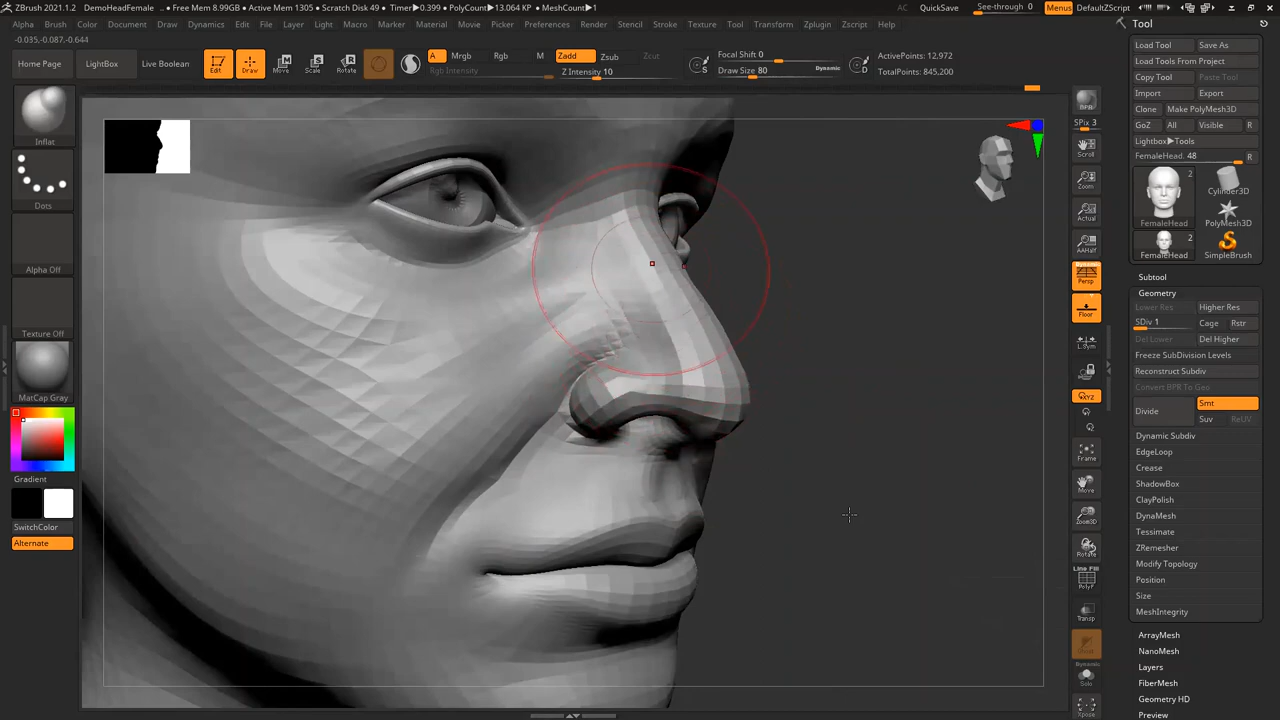 ZBrush 2021.1.2 DemoHeadFemale .. • Free Mem 8.99GB • Active Mem 1305 • Scratch Disk 49 • Timer▶0.399 • PolyCount▶13.064 KP • MeshCount▶1 AC QuickSave See-through 0 Menus DefaultZScript
Alpha Brush Color Document Draw Dynamics Edit File Layer Light Macro Marker Material Movie Picker Preferences Render Stencil Stroke Texture Tool Transform Zplugin Zscript Help
-0.035,-0.087,-0.644
Home Page LightBox Live Boolean
Edit Draw Move Scale Rotate
A Mrgb Rgb M
Rgb Intensity
Zadd Zsub Zcut
Z Intensity 10
S
Focal Shift 0
Draw Size 80 Dynamic
D
ActivePoints: 12,972
TotalPoints: 845,200
Inflat
Dots
Alpha Off
Texture Off
MatCap Gray
Gradient
SwitchColor
Alternate
BPR
SPix 3
Scroll
Zoom
Actual
AAHalf
Dynamic
Persp
Floor
L.Sym
XYZ
Frame
Move
Zoom3D
Rotate
Line Fill
PolyF
Transp
Ghost
Dynamic
Solo
Xpose
Tool
Load Tool Save As
Load Tools From Project
Copy Tool Paste Tool
Import Export
Clone Make PolyMesh3D
GoZ All Visible R
Lightbox▶Tools
FemaleHead. 48 R
2
FemaleHead
Cylinder3D
PolyMesh3D
2
FemaleHead
SimpleBrush
Subtool
Geometry
Lower Res Higher Res
SDiv 1 Cage Rstr
Del Lower Del Higher
Freeze SubDivision Levels
Reconstruct Subdiv
Convert BPR To Geo
Divide Smt
Suv ReUV
Dynamic Subdiv
EdgeLoop
Crease
ShadowBox
ClayPolish
DynaMesh
Tessimate
ZRemesher
Modify Topology
Position
Size
MeshIntegrity
ArrayMesh
NanoMesh
Layers
FiberMesh
Geometry HD
Preview